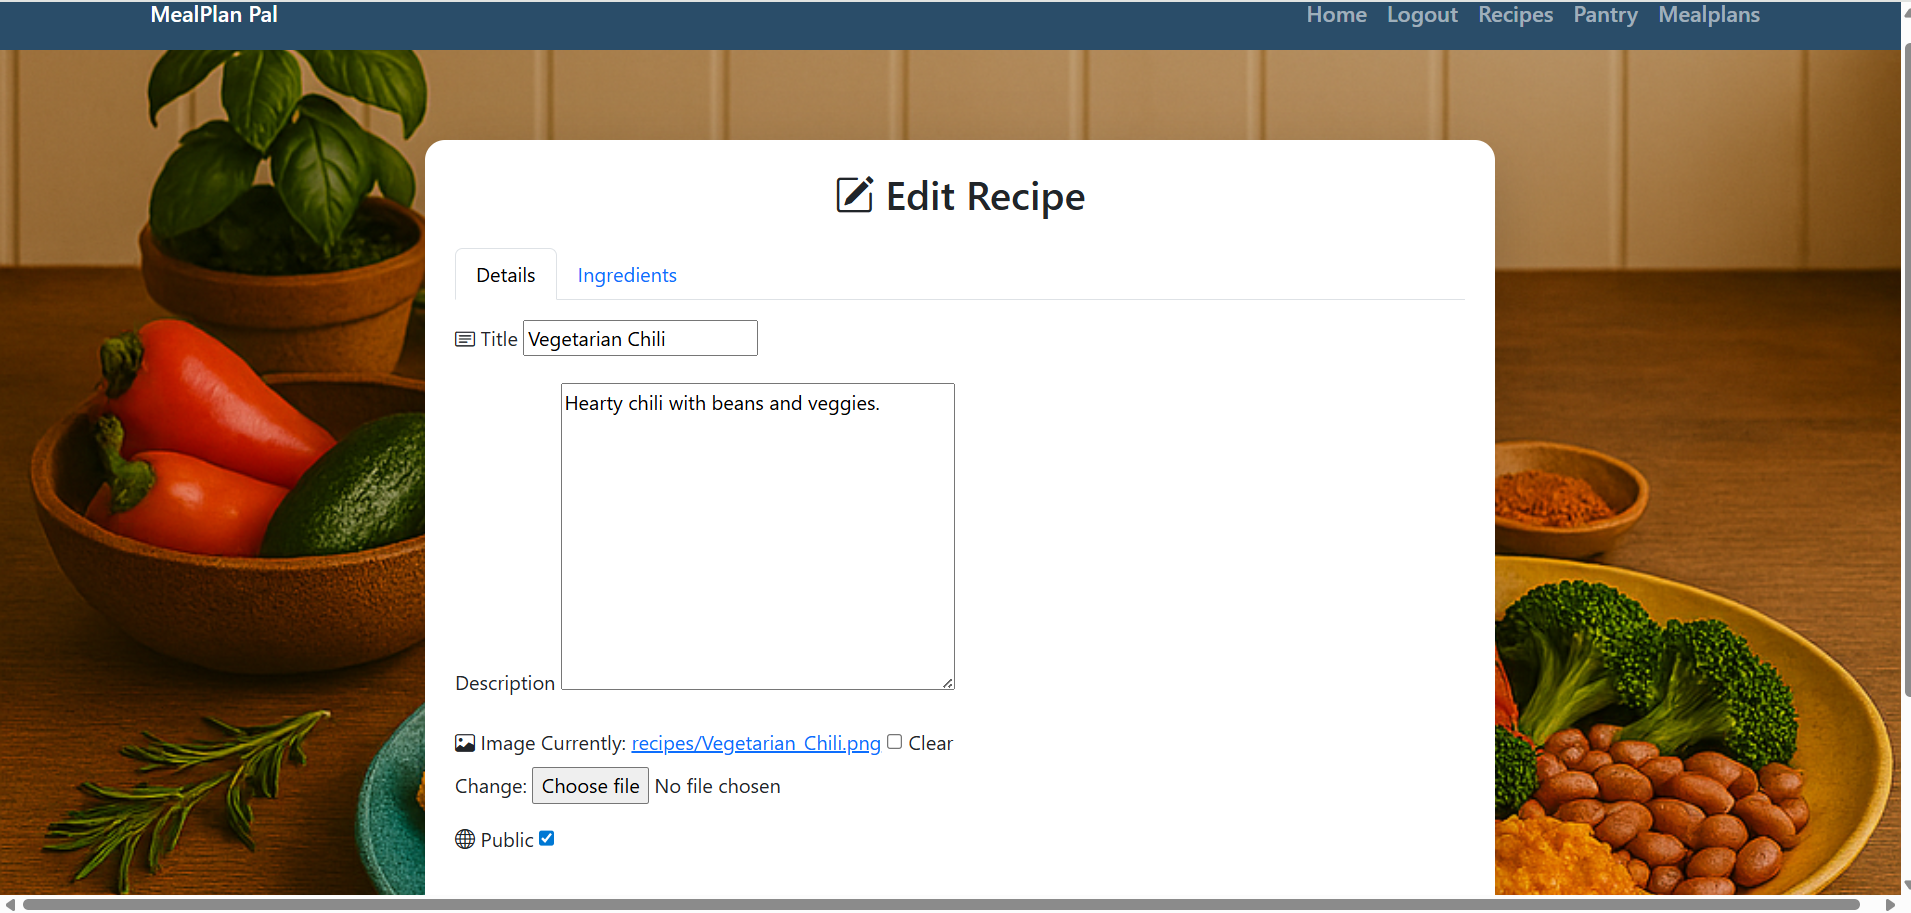 MealPlan Pal
Home Logout Recipes Pantry Mealplans
Edit Recipe
Details Ingredients
Title Vegetarian Chili
Hearty chili with beans and veggies.
Description
Image Currently: recipes/Vegetarian_Chili.png Clear
Change: Choose file No file chosen
Public